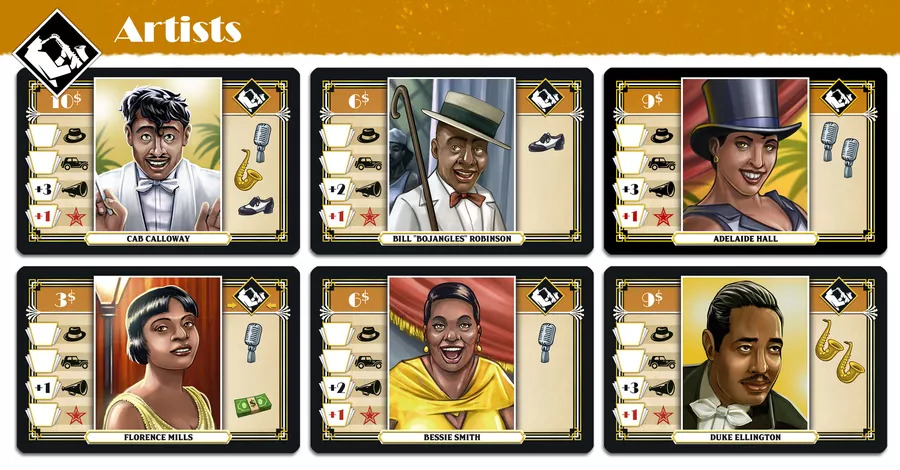 Artists
10$
+3
+1
CAB CALLOWAY
6$
+2
+1
BILL "BOJANGLES" ROBINSON
9$
+3
+1
ADELAIDE HALL
3$
+1
FLORENCE MILLS
6$
+2
+1
BESSIE SMITH
9$
+3
+1
DUKE ELLINGTON